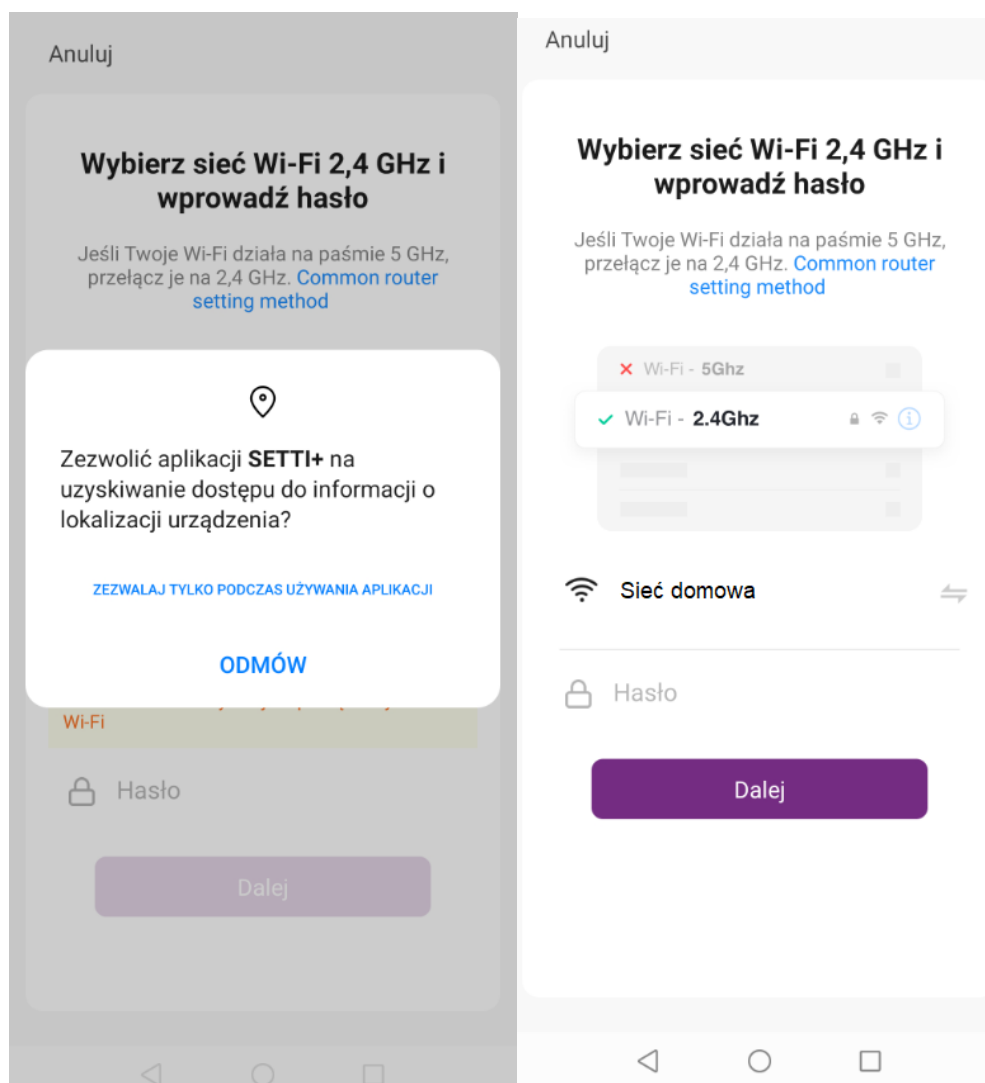 Anuluj
Wybierz sieć Wi-Fi 2,4 GHz i
wprowadź hasło
Jeśli Twoje Wi-Fi działa na paśmie 5 GHz,
przełącz je na 2,4 GHz. Common router
setting method
Zezwolić aplikacji SETTI+ na
uzyskiwanie dostępu do informacji o
lokalizacji urządzenia?
ZEZWALAJ TYLKO PODCZAS UŻYWANIA APLIKACJI
ODMÓW
Wi-Fi
Hasło
Dalej
Anuluj
Wybierz sieć Wi-Fi 2,4 GHz i
wprowadź hasło
Jeśli Twoje Wi-Fi działa na paśmie 5 GHz,
przełącz je na 2,4 GHz. Common router
setting method
Wi-Fi - 5Ghz
Wi-Fi - 2.4Ghz
Sieć domowa
Hasło
Dalej